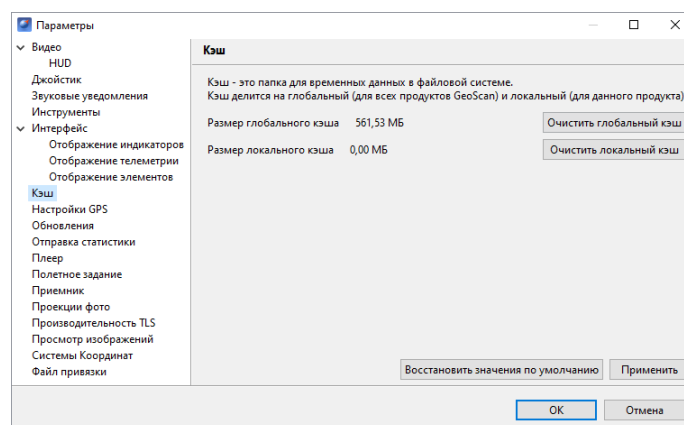 Параметры
Видео
HUD
Джойстик
Звуковые уведомления
Инструменты
Интерфейс
Отображение индикаторов
Отображение телеметрии
Отображение элементов
Кэш
Настройки GPS
Обновления
Отправка статистики
Плеер
Полетное задание
Приемник
Проекции фото
Производительность TLS
Просмотр изображений
Системы Координат
Файл привязки
Кэш
Кэш - это папка для временных данных в файловой системе.
Кэш делится на глобальный (для всех продуктов GeoScan) и локальный (для данного продукта)
Размер глобального кэша 561,53 МБ Очистить глобальный кэш
Размер локального кэша 0,00 МБ Очистить локальный кэш
Восстановить значения по умолчанию Применить
ОК Отмена